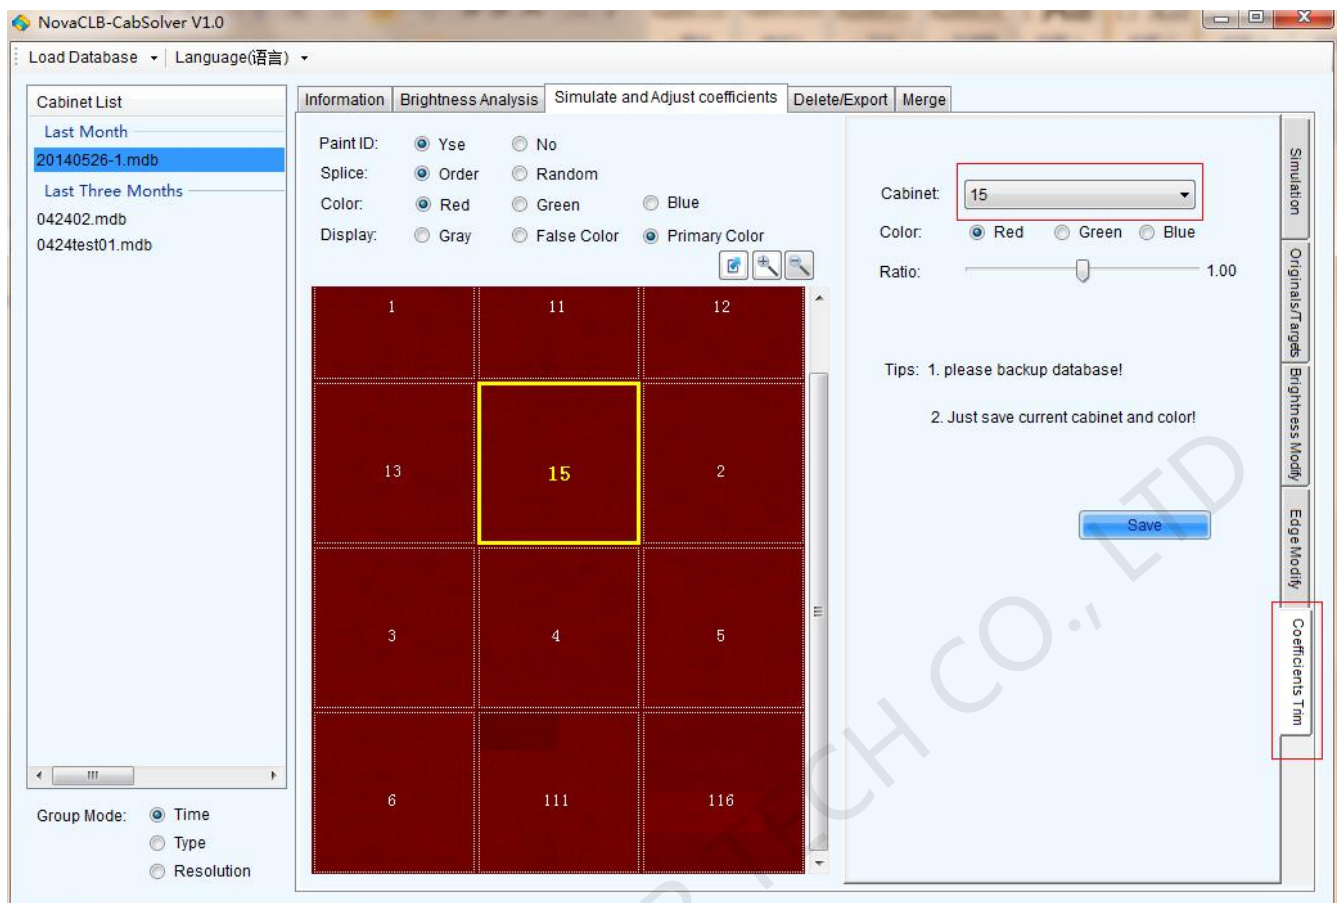 NovaCLB-CabSolver V1.0
Load Database Language(语言)
Cabinet List
Last Month
20140526-1.mdb
Last Three Months
042402.mdb
0424test01.mdb
Group Mode: Time
Type
Resolution
Information Brightness Analysis Simulate and Adjust coefficients Delete/Export Merge
Paint ID: Yse No
Splice: Order Random
Color: Red Green Blue
Display: Gray False Color Primary Color
1 11 12
13 15 2
3 4 5
6 111 116
Cabinet: 15
Color: Red Green Blue
Ratio: 1.00
Tips: 1. please backup database!
2. Just save current cabinet and color!
Save
Simulation
Originals/Targets
Brightness Modify
Edge Modify
Coefficients Trim
TECH CO., LTD